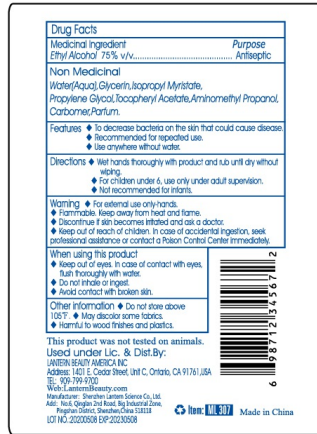 Drug Facts
Medicinal Ingredient Purpose
Ethyl Alcohol 75% v/v........................................ Antiseptic
Non Medicinal
Water(Aqua),Glycerin,Isopropyl Myristate,
Propylene Glycol,Tocopheryl Acetate,Aminomethyl Propanol,
Carbomer,Parfum.
Features ♦ To decrease bacteria on the skin that could cause disease.
♦ Recommended for repeated use.
♦ Use anywhere without water.
Directions ♦ Wet hands thoroughly with product and rub until dry without
wiping.
♦ For children under 6, use only under adult supervision.
♦ Not recommended for infants.
Warning ♦ For external use only-hands.
♦ Flammable. Keep away from heat and flame.
♦ Discontinue if skin becomes irritated and ask a doctor.
♦ Keep out of reach of children. In case of accidental ingestion, seek
professional assistance or contact a Poison Control Center immediately.
When using this product
♦ Keep out of eyes. In case of contact with eyes,
flush thoroughly with water.
♦ Do not inhale or ingest.
♦ Avoid contact with broken skin.
Other information ♦ Do not store above
105°F. ♦ May discolor some fabrics.
♦ Harmful to wood finishes and plastics.
6 98712 34567 2
This product was not tested on animals.
Used under Lic. & Dist.By:
LANTERN BEAUTY AMERICA INC
Address: 1401 E. Cedar Street, Unit C, Ontario, CA 91761,USA
TEL: 909-799-9700
Web:LanternBeauty.com
Manufacturer: Shenzhen Lantern Science Co., Ltd.
Add: No.6, Qinglan 2nd Road, Big Industrial Zone,
Pingshan District, Shenzhen,China 518118
LOT NO.:20200508 EXP:20230508
Item: ML 307 Made in China